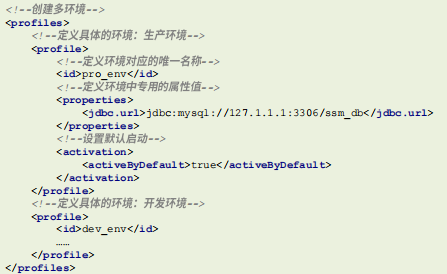 <!--创建多环境-->
<profiles>
<!--定义具体的环境：生产环境-->
<profile>
<!--定义环境对应的唯一名称-->
<id>pro_env</id>
<!--定义环境中专用的属性值-->
<properties>
<jdbc.url>jdbc:mysql://127.1.1.1:3306/ssm_db</jdbc.url>
</properties>
<!--设置默认启动-->
<activation>
<activeByDefault>true</activeByDefault>
</activation>
</profile>
<!--定义具体的环境：开发环境-->
<profile>
<id>dev_env</id>
……
</profile>
</profiles>